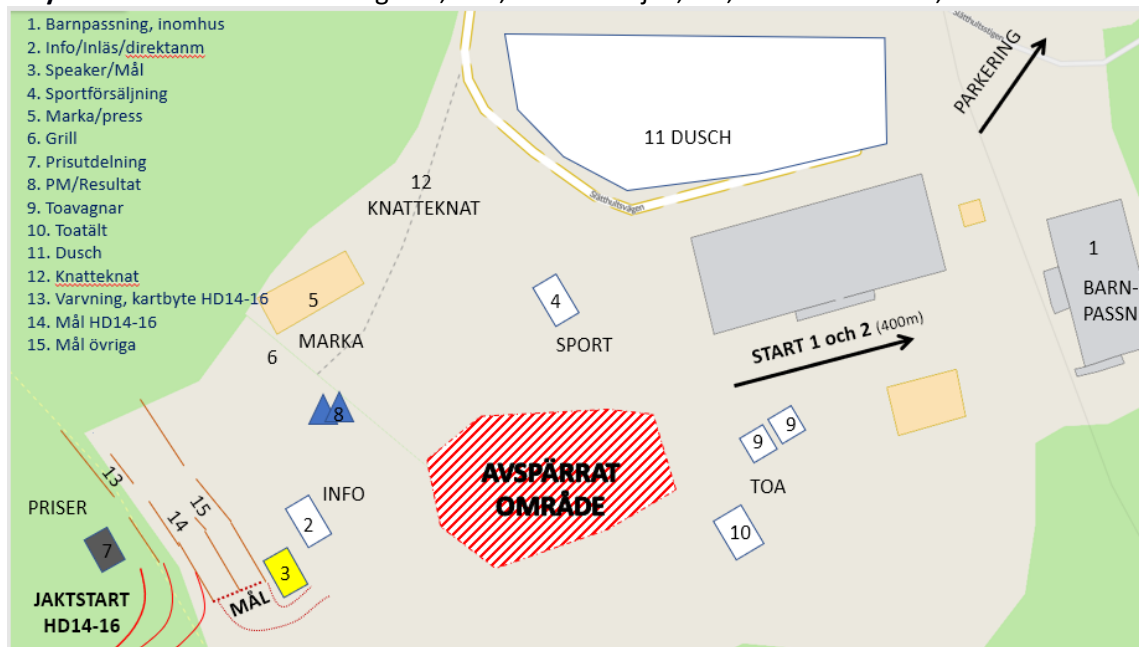 1. Barnpassning, inomhus
2. Info/Inläs/direktanm
3. Speaker/Mål
4. Sportförsäljning
5. Marka/press
6. Grill
7. Prisutdelning
8. PM/Resultat
9. Toavagnar
10. Toatält
11. Dusch
12. Knatteknat
13. Varvning, kartbyte HD14-16
14. Mål HD14-16
15. Mål övriga
Slätthultsstigen
PARKERING
11 DUSCH
12
KNATTEKNAT
Slätthultsvägen
1
BARN-
PASSN
5
MARKA
6
4
SPORT
START 1 och 2 (400m)
8
9
9
TOA
10
AVSPÄRRAT
OMRÅDE
13
14
15
INFO
2
PRISER
7
3
MÅL
JAKTSTART
HD14-16